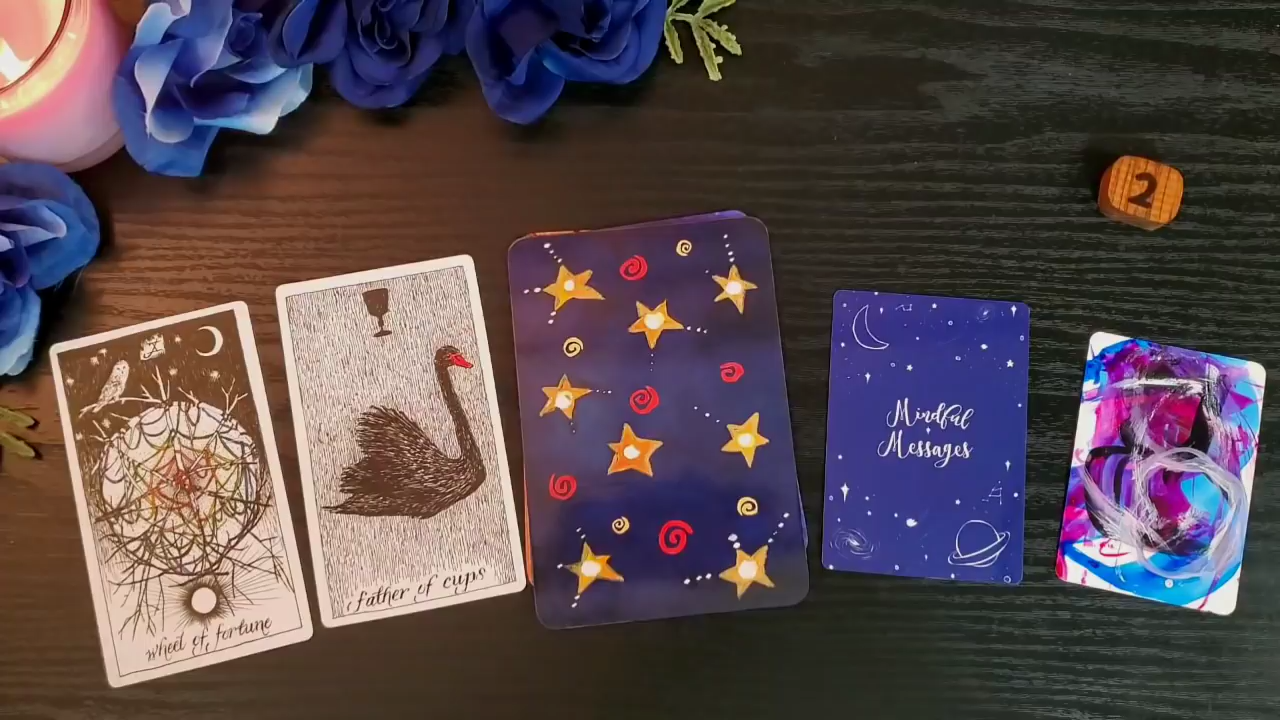 wheel of fortune
father of cups
Mindful
Messages
2